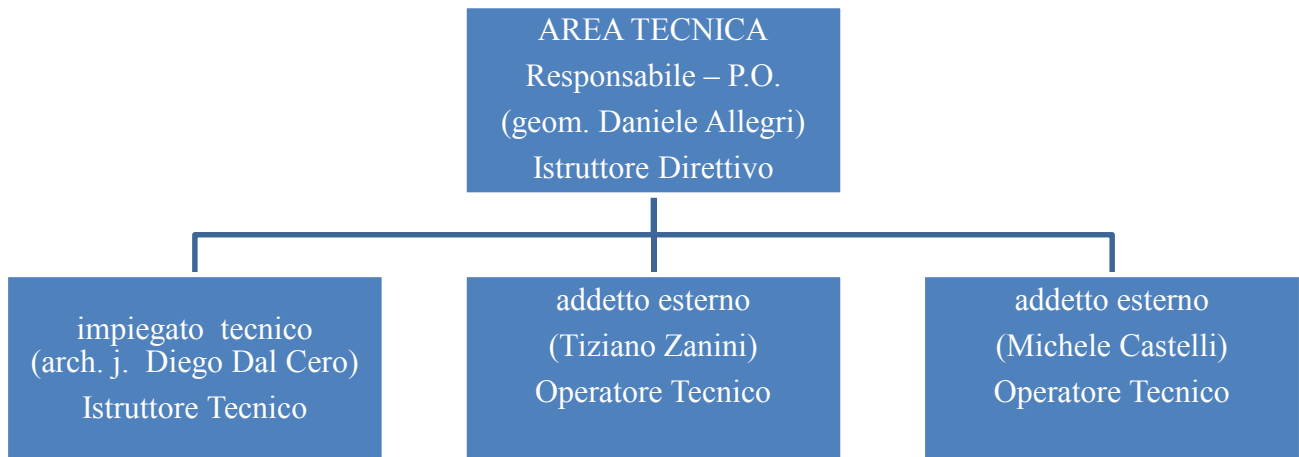 AREA TECNICA
Responsabile – P.O.
(geom. Daniele Allegri)
Istruttore Direttivo
impiegato  tecnico
(arch. j.  Diego Dal Cero)
Istruttore Tecnico
addetto esterno
(Tiziano Zanini)
Operatore Tecnico
addetto esterno
(Michele Castelli)
Operatore Tecnico